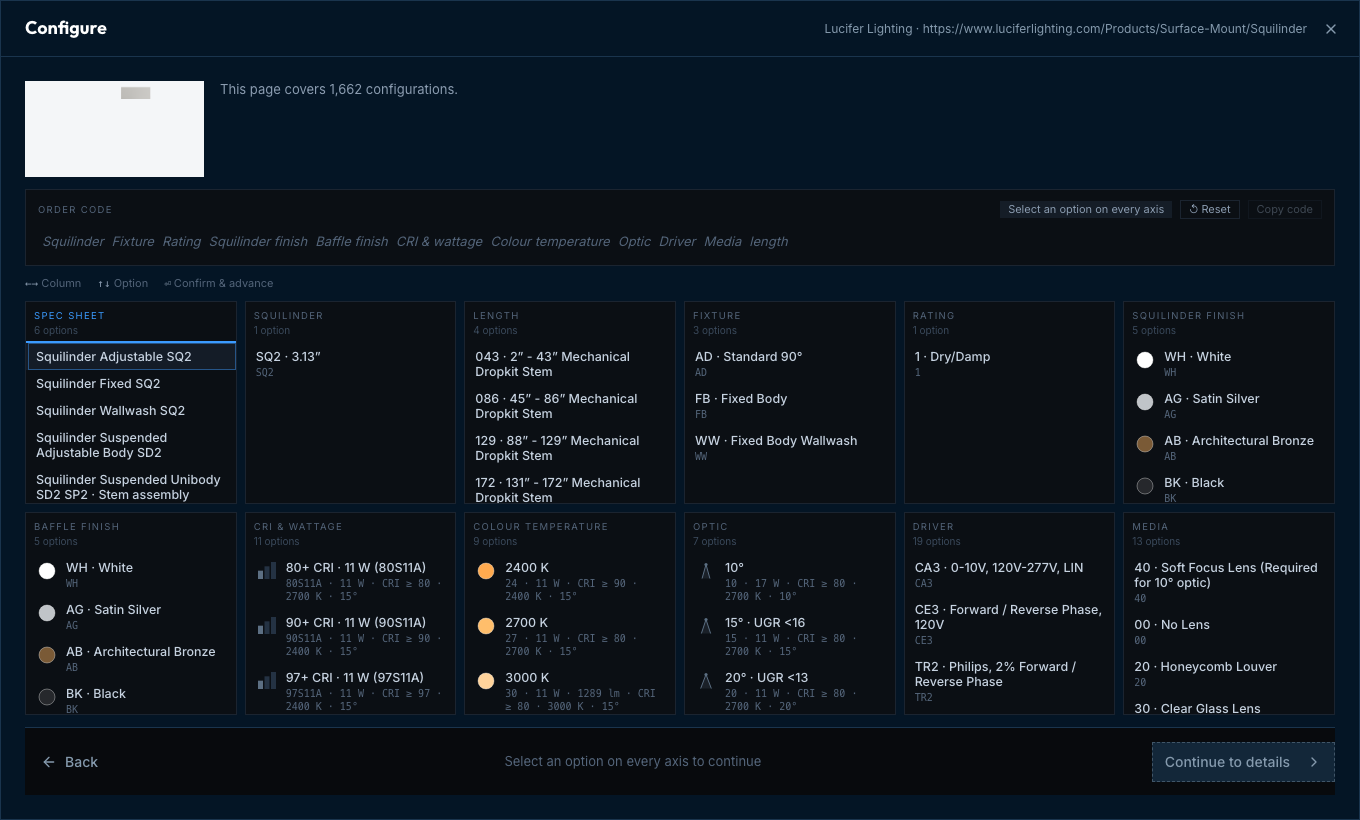 Configure
Lucifer Lighting · https://www.luciferlighting.com/Products/Surface-Mount/Squilinder
This page covers 1,662 configurations.
ORDER CODE
Select an option on every axis
Reset
Copy code
Squilinder Fixture Rating Squilinder finish Baffle finish CRI & wattage Colour temperature Optic Driver Media length
←→ Column ↑↓ Option ⏎ Confirm & advance
SPEC SHEET
6 options
Squilinder Adjustable SQ2
Squilinder Fixed SQ2
Squilinder Wallwash SQ2
Squilinder Suspended
Adjustable Body SD2
Squilinder Suspended Unibody
SD2 SP2 · Stem assembly
SQUILINDER
1 option
SQ2 · 3.13”
SQ2
LENGTH
4 options
043 · 2” - 43” Mechanical
Dropkit Stem
086 · 45” - 86” Mechanical
Dropkit Stem
129 · 88” - 129” Mechanical
Dropkit Stem
172 · 131” - 172” Mechanical
Dropkit Stem
FIXTURE
3 options
AD · Standard 90°
AD
FB · Fixed Body
FB
WW · Fixed Body Wallwash
WW
RATING
1 option
1 · Dry/Damp
1
SQUILINDER FINISH
5 options
WH · White
WH
AG · Satin Silver
AG
AB · Architectural Bronze
AB
BK · Black
BK
BAFFLE FINISH
5 options
WH · White
WH
AG · Satin Silver
AG
AB · Architectural Bronze
AB
BK · Black
BK
CRI & WATTAGE
11 options
80+ CRI · 11 W (80S11A)
80S11A · 11 W · CRI ≥ 80 ·
2700 K · 15°
90+ CRI · 11 W (90S11A)
90S11A · 11 W · CRI ≥ 90 ·
2400 K · 15°
97+ CRI · 11 W (97S11A)
97S11A · 11 W · CRI ≥ 97 ·
2400 K · 15°
COLOUR TEMPERATURE
9 options
2400 K
24 · 11 W · CRI ≥ 90 ·
2400 K · 15°
2700 K
27 · 11 W · CRI ≥ 80 ·
2700 K · 15°
3000 K
30 · 11 W · 1289 lm · CRI
≥ 80 · 3000 K · 15°
OPTIC
7 options
10°
10 · 17 W · CRI ≥ 80 ·
2700 K · 10°
15° · UGR <16
15 · 11 W · CRI ≥ 80 ·
2700 K · 15°
20° · UGR <13
20 · 11 W · CRI ≥ 80 ·
2700 K · 20°
DRIVER
19 options
CA3 · 0-10V, 120V-277V, LIN
CA3
CE3 · Forward / Reverse Phase,
120V
CE3
TR2 · Philips, 2% Forward /
Reverse Phase
TR2
MEDIA
13 options
40 · Soft Focus Lens (Required
for 10° optic)
40
00 · No Lens
00
20 · Honeycomb Louver
20
30 · Clear Glass Lens
Back
Select an option on every axis to continue
Continue to details